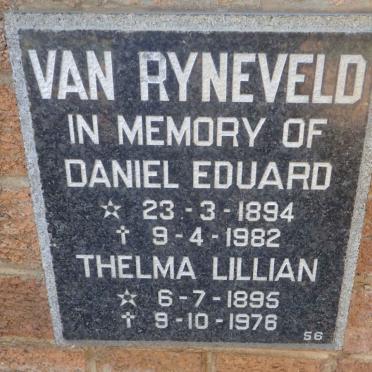 VAN RYNEVELD
IN MEMORY OF
DANIEL EDUARD
☆ 23-3-1894
† 9-4-1982
THELMA LILLIAN
☆ 6-7-1895
† 9-10-1976
56